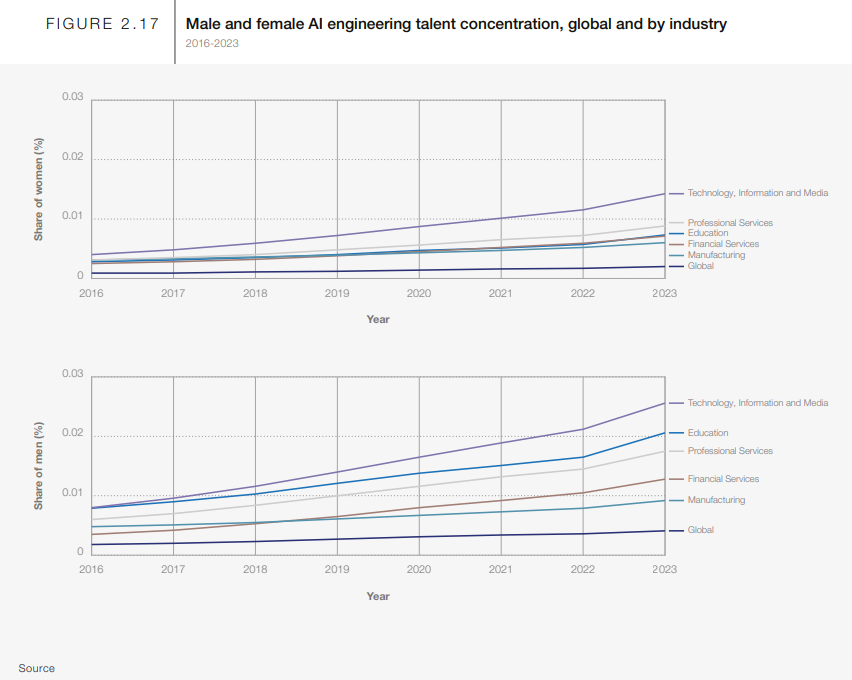 FIGURE 2.17
Male and female AI engineering talent concentration, global and by industry
2016-2023
Share of women (%)
0.03
0.02
0.01
0
Technology, Information and Media
Professional Services
Education
Financial Services
Manufacturing
Global
2016 2017 2018 2019 2020 2021 2022 2023
Year
Share of men (%)
0.03
0.02
0.01
0
Technology, Information and Media
Education
Professional Services
Financial Services
Manufacturing
Global
2016 2017 2018 2019 2020 2021 2022 2023
Year
Source